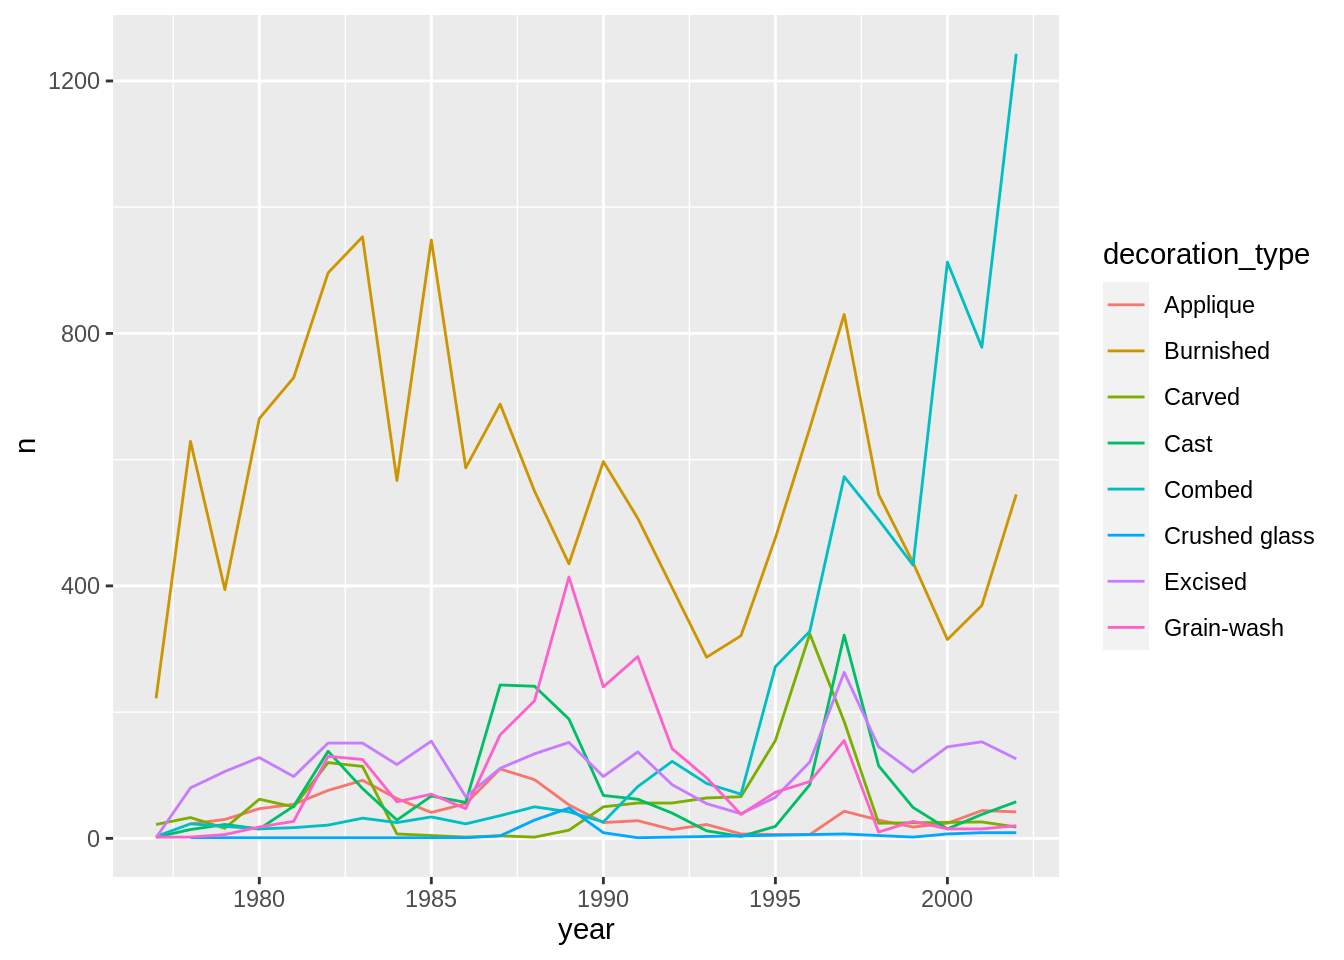 1200
800
400
0
n
1980 1985 1990 1995 2000
year
decoration_type
Applique
Burnished
Carved
Cast
Combed
Crushed glass
Excised
Grain-wash